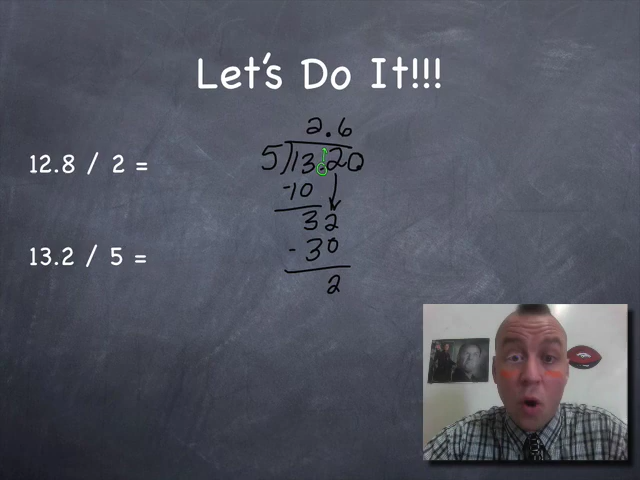 Let's Do It!!!
12.8 / 2 =
13.2 / 5 =
2.6
5)13.20
-10
32
-30
2